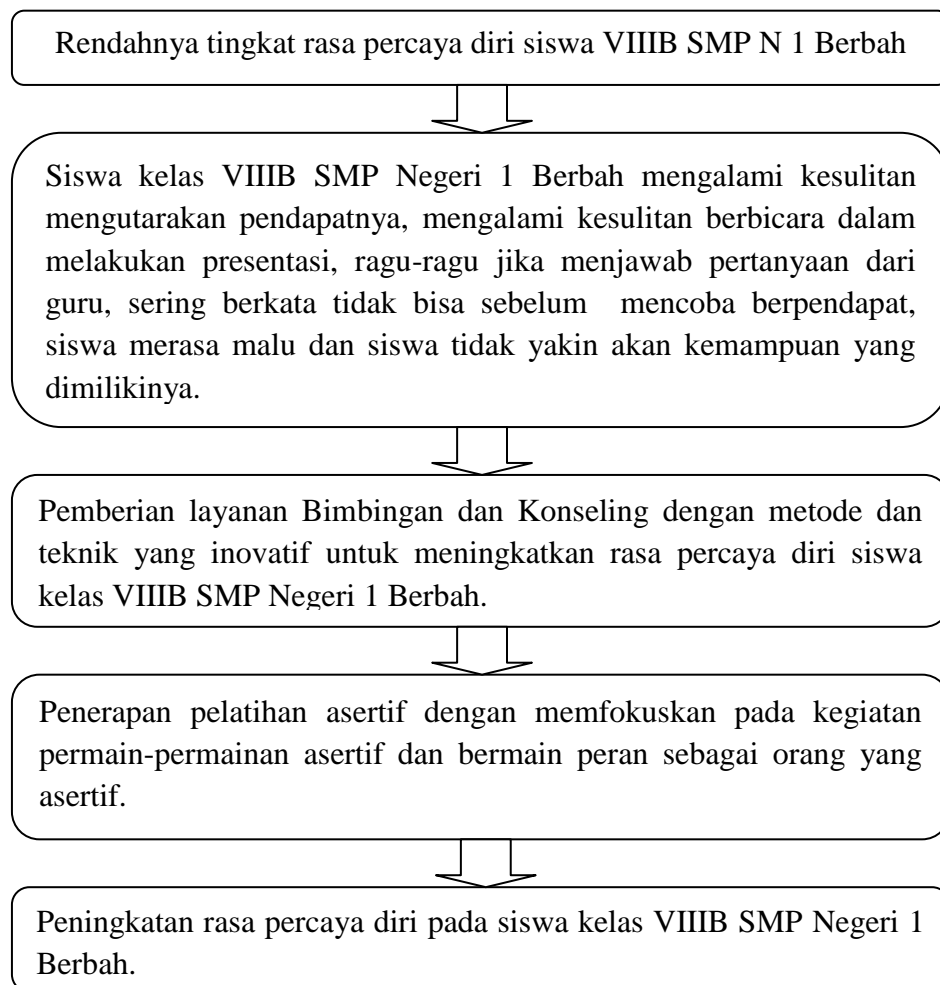 Rendahnya tingkat rasa percaya diri siswa VIIIB SMP N 1 Berbah
Siswa kelas VIIIB SMP Negeri 1 Berbah mengalami kesulitan
mengutarakan pendapatnya, mengalami kesulitan berbicara dalam
melakukan presentasi, ragu-ragu jika menjawab pertanyaan dari
guru, sering berkata tidak bisa sebelum mencoba berpendapat,
siswa merasa malu dan siswa tidak yakin akan kemampuan yang
dimilikinya.
Pemberian layanan Bimbingan dan Konseling dengan metode dan
teknik yang inovatif untuk meningkatkan rasa percaya diri siswa
kelas VIIIB SMP Negeri 1 Berbah.
Penerapan pelatihan asertif dengan memfokuskan pada kegiatan
permain-permainan asertif dan bermain peran sebagai orang yang
asertif.
Peningkatan rasa percaya diri pada siswa kelas VIIIB SMP Negeri 1
Berbah.